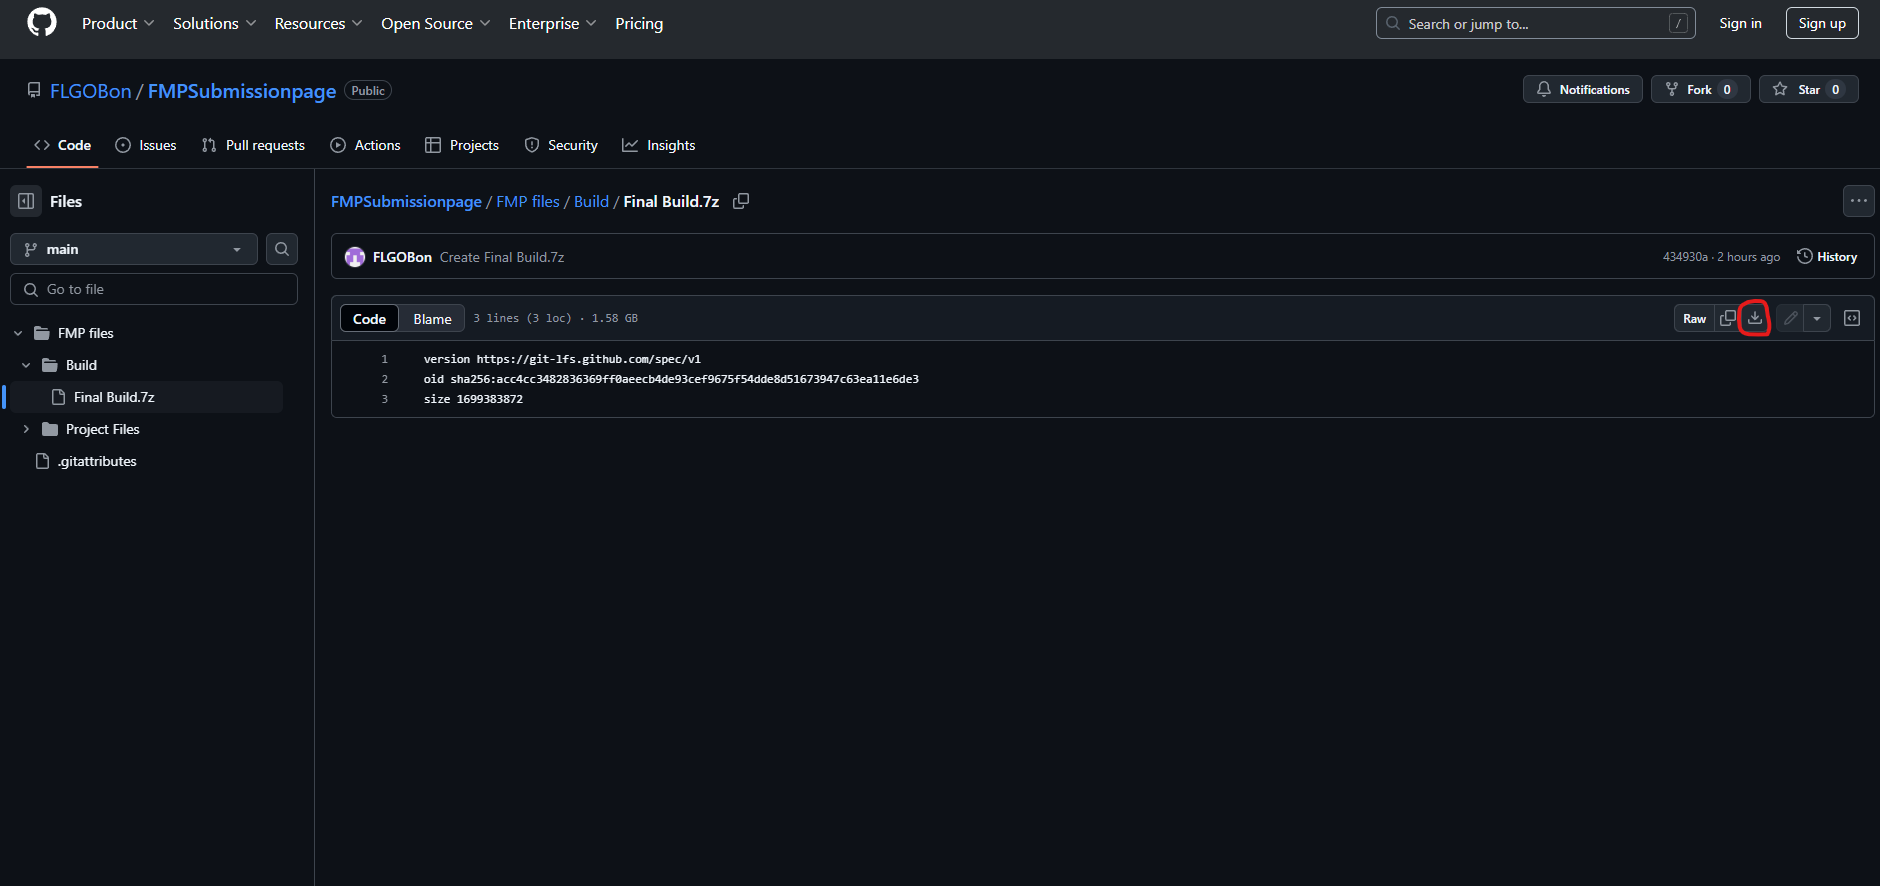 Product Solutions Resources Open Source Enterprise Pricing Search or jump to... / Sign in Sign up
FLGOBon / FMPSubmissionpage Public Notifications Fork 0 Star 0
Code Issues Pull requests Actions Projects Security Insights
Files
main
Go to file
FMP files
Build
Final Build.7z
Project Files
.gitattributes
FMPSubmissionpage / FMP files / Build / Final Build.7z
FLGOBon Create Final Build.7z 434930a · 2 hours ago History
Code Blame 3 lines (3 loc) · 1.58 GB Raw
1 version https://git-lfs.github.com/spec/v1
2 oid sha256:acc4cc3482836369ff0aeecb4de93cef9675f54dde8d51673947c63ea11e6de3
3 size 1699383872